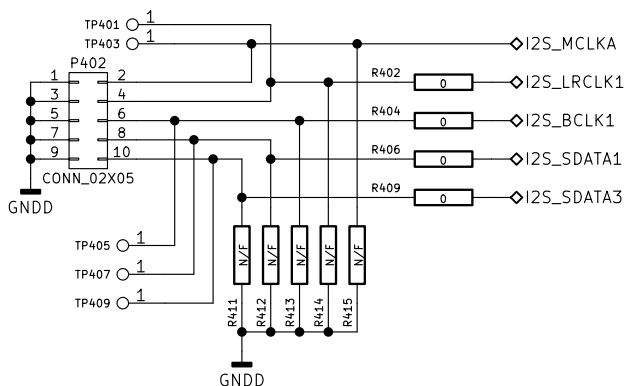 TP401 1
TP403 1
I2S_MCLKA
P402
1 2
R402 0 I2S_LRCLK1
3 4
5 6
R404 0 I2S_BCLK1
7 8
R406 0 I2S_SDATA1
9 10
CONN_02X05
R409 0 I2S_SDATA3
GNDD
TP405 1
TP407 1
TP409 1
N/F N/F N/F N/F N/F
R411 R412 R413 R414 R415
GNDD